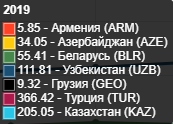 2019
5.85 - Армения (ARM)
34.05 - Азербайджан (AZE)
55.41 - Беларусь (BLR)
111.81 - Узбекистан (UZB)
9.32 - Грузия (GEO)
366.42 - Турция (TUR)
205.05 - Казахстан (KAZ)